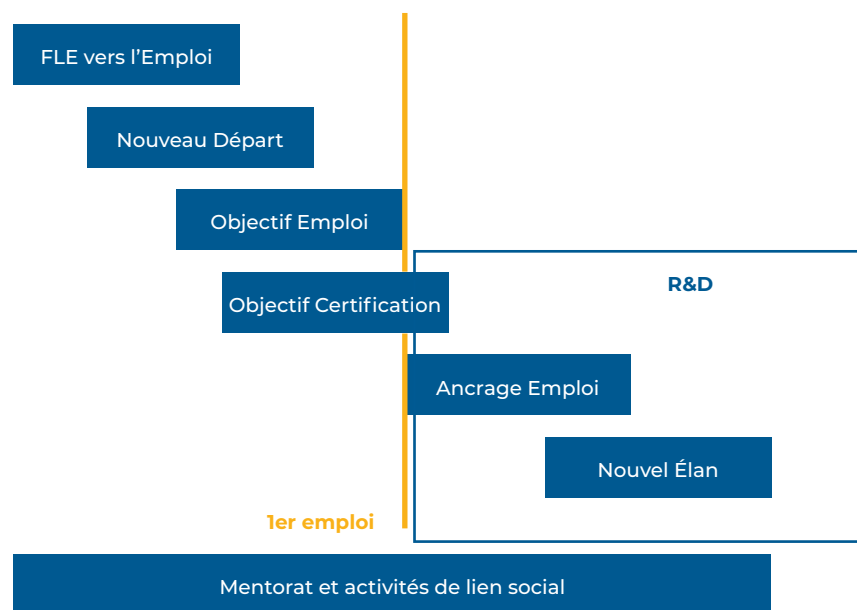 FLE vers l'Emploi
Nouveau Départ
Objectif Emploi
R&D
Objectif Certification
Ancrage Emploi
Nouvel Élan
1er emploi
Mentorat et activités de lien social